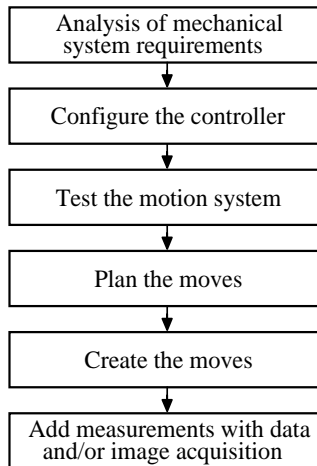 Analysis of mechanical
system requirements
Configure the controller
Test the motion system
Plan the moves
Create the moves
Add measurements with data
and/or image acquisition